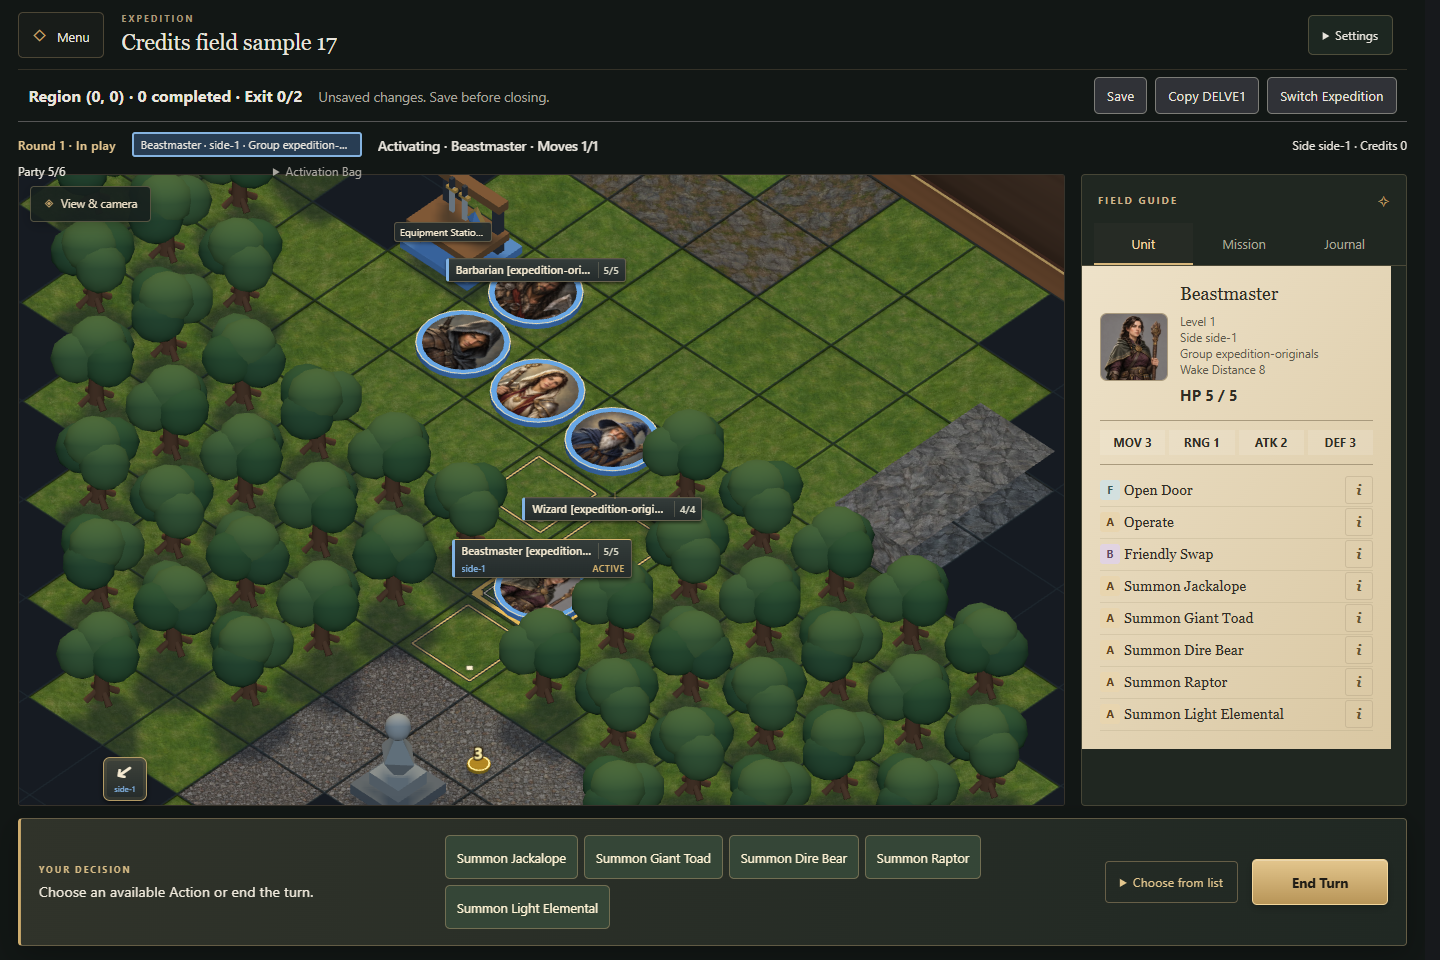 Menu
EXPEDITION
Credits field sample 17
Settings
Region (0, 0) · 0 completed · Exit 0/2
Unsaved changes. Save before closing.
Save
Copy DELVE1
Switch Expedition
Round 1 · In play
Beastmaster · side-1 · Group expedition-...
Activating · Beastmaster · Moves 1/1
Side side-1 · Credits 0
Party 5/6
Activation Bag
View & camera
Equipment Statio...
Barbarian [expedition-ori... 5/5
Wizard [expedition-origi... 4/4
Beastmaster [expedition... 5/5
side-1 ACTIVE
3
side-1
FIELD GUIDE
Unit
Mission
Journal
Beastmaster
Level 1
Side side-1
Group expedition-originals
Wake Distance 8
HP 5 / 5
MOV 3
RNG 1
ATK 2
DEF 3
F Open Door i
A Operate i
B Friendly Swap i
A Summon Jackalope i
A Summon Giant Toad i
A Summon Dire Bear i
A Summon Raptor i
A Summon Light Elemental i
YOUR DECISION
Choose an available Action or end the turn.
Summon Jackalope
Summon Giant Toad
Summon Dire Bear
Summon Raptor
Summon Light Elemental
Choose from list
End Turn